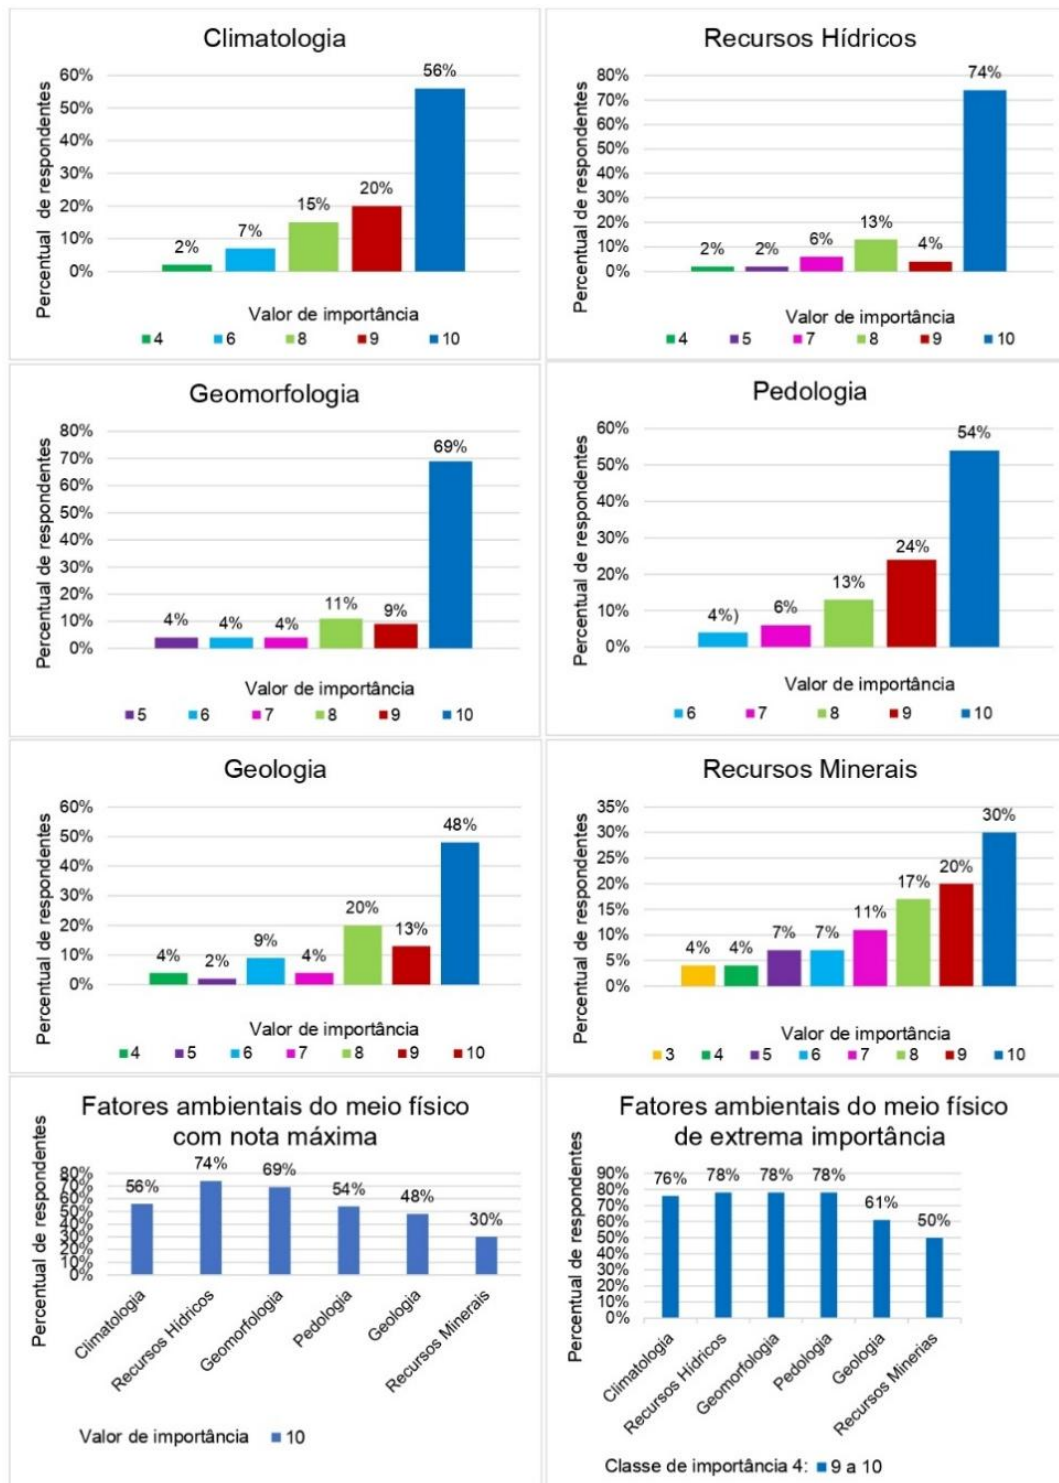 Climatologia
Percentual de respondentes
60%
50%
40%
30%
20%
10%
0%
2%
7%
15%
20%
56%
Valor de importância
4 6 8 9 10
Recursos Hídricos
Percentual de respondentes
80%
70%
60%
50%
40%
30%
20%
10%
0%
2%
2%
6%
13%
4%
74%
Valor de importância
4 5 7 8 9 10
Geomorfologia
Percentual de respondentes
80%
70%
60%
50%
40%
30%
20%
10%
0%
4%
4%
4%
11%
9%
69%
Valor de importância
5 6 7 8 9 10
Pedologia
Percentual de respondentes
60%
50%
40%
30%
20%
10%
0%
4%)
6%
13%
24%
54%
Valor de importância
6 7 8 9 10
Geologia
Percentual de respondentes
60%
50%
40%
30%
20%
10%
0%
4%
2%
9%
4%
20%
13%
48%
Valor de importância
4 5 6 7 8 9 10
Recursos Minerais
Percentual de respondentes
35%
30%
25%
20%
15%
10%
5%
0%
4%
4%
7%
7%
11%
17%
20%
30%
Valor de importância
3 4 5 6 7 8 9 10
Fatores ambientais do meio físico
com nota máxima
Percentual de respondentes
80%
70%
60%
50%
40%
30%
20%
10%
0%
56%
74%
69%
54%
48%
30%
Climatologia
Recursos Hídricos
Geomorfologia
Pedologia
Geologia
Recursos Minerais
Valor de importância 10
Fatores ambientais do meio físico
de extrema importância
Percentual de respondentes
90%
80%
70%
60%
50%
40%
30%
20%
10%
0%
76%
78%
78%
78%
61%
50%
Climatologia
Recursos Hídricos
Geomorfologia
Pedologia
Geologia
Recursos Minerias
Classe de importância 4: 9 a 10